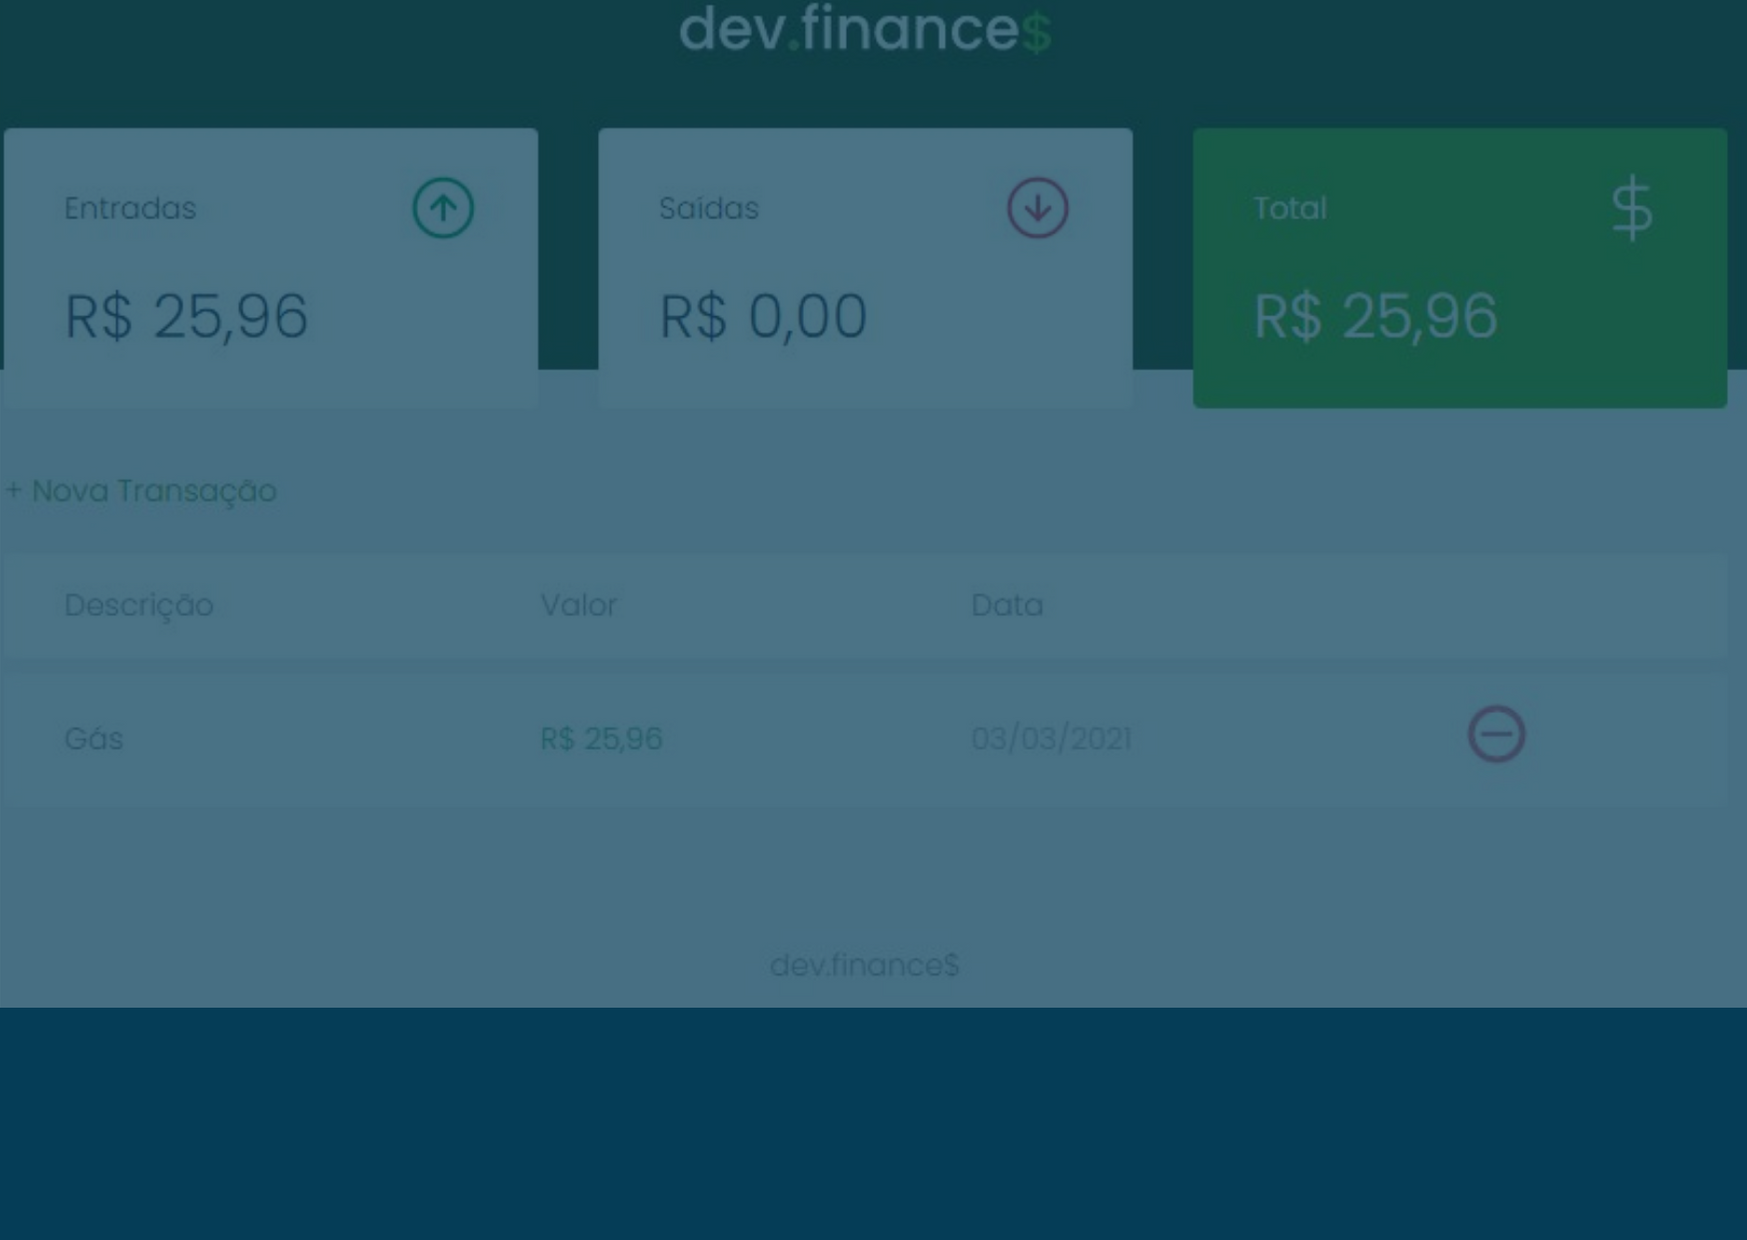 dev.finance$
Entradas
R$ 25,96
Saídas
R$ 0,00
Total
$
R$ 25,96
+ Nova Transação
Descrição Valor Data
Gás R$ 25,96 03/03/2021
dev.finance$